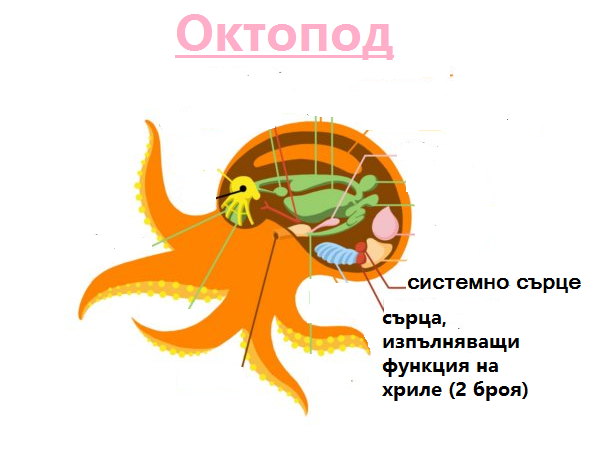 Октопод
системно сърце
сърца,
изпълняващи
функция на
хриле (2 броя)